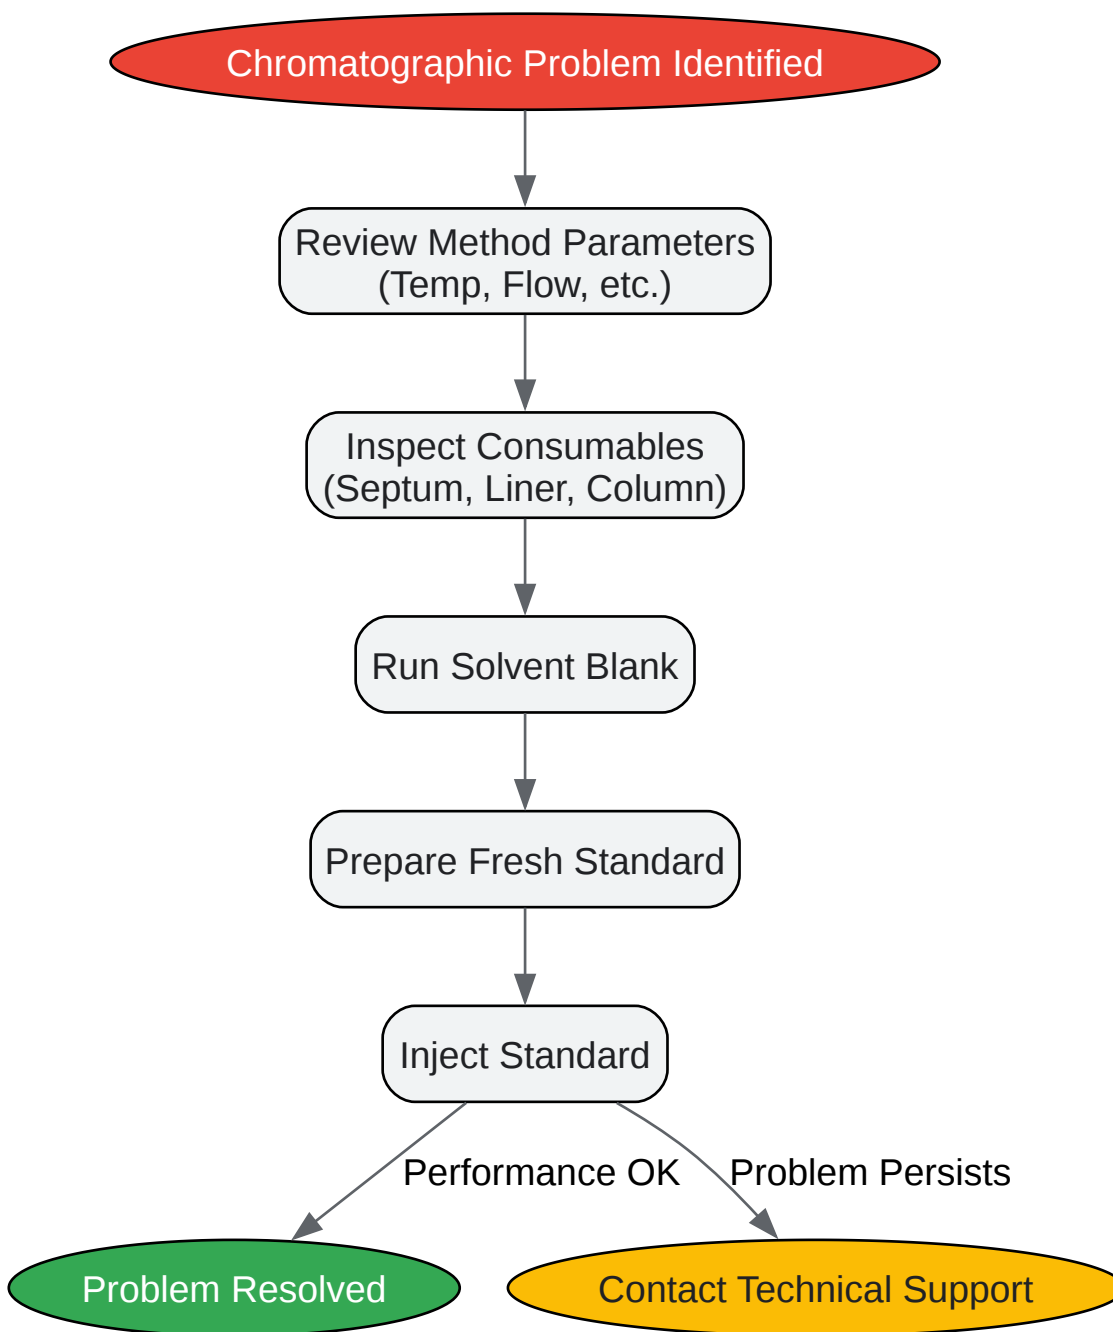 Chromatographic Problem Identified
Review Method Parameters
(Temp, Flow, etc.)
Inspect Consumables
(Septum, Liner, Column)
Run Solvent Blank
Prepare Fresh Standard
Inject Standard
Performance OK
Problem Persists
Problem Resolved
Contact Technical Support